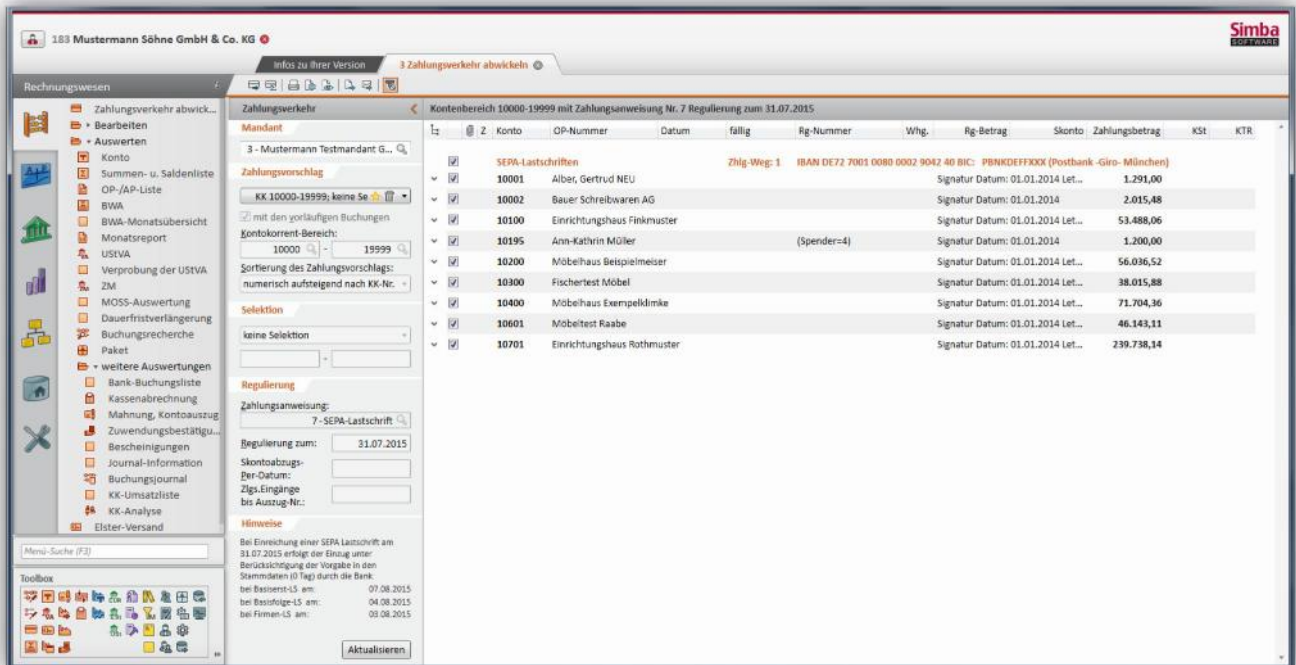 183 Mustermann Söhne GmbH & Co. KG
Simba
SOFTWARE
Infos zu Ihrer Version
3 Zahlungsverkehr abwickeln
Rechnungswesen
Zahlungsverkehr abwick...
Bearbeiten
Auswerten
Konto
Summen- u. Saldenliste
OP-/AP-Liste
BWA
BWA-Monatsübersicht
Monatsreport
UStVA
Verprobung der UStVA
ZM
MOSS-Auswertung
Dauerfristverlängerung
Buchungsrecherche
Paket
weitere Auswertungen
Bank-Buchungsliste
Kassenabrechnung
Mahnung, Kontoauszug
Zuwendungsbestätigu...
Bescheinigungen
Journal-Information
Buchungsjournal
KK-Umsatzliste
KK-Analyse
Elster-Versand
Menü-Suche (F3)
Toolbox
Zahlungsverkehr
Mandant
3 - Mustermann Testmandant G...
Zahlungsvorschlag
KK 10000-19999; keine Se
mit den vorläufigen Buchungen
Kontokorrent-Bereich:
10000 - 19999
Sortierung des Zahlungsvorschlags:
numerisch aufsteigend nach KK-Nr.
Selektion
keine Selektion
-
Regulierung
Zahlungsanweisung:
7 - SEPA-Lastschrift
Regulierung zum: 31.07.2015
Skontoabzugs-
Per-Datum:
Zlgs.Eingänge
bis Auszug-Nr.:
Hinweise
Bei Einreichung einer SEPA Lastschrift am
31.07.2015 erfolgt der Einzug unter
Berücksichtigung der Vorgabe in den
Stammdaten (0 Tag) durch die Bank:
bei Basiserst-LS am: 07.08.2015
bei Basisfolge-LS am: 04.08.2015
bei Firmen-LS am: 03.08.2015
Aktualisieren
Kontenbereich 10000-19999 mit Zahlungsanweisung Nr. 7 Regulierung zum 31.07.2015
Z Konto OP-Nummer Datum fällig Rg-Nummer Whg. Rg-Betrag Skonto Zahlungsbetrag KSt KTR
SEPA-Lastschriften Zhlg-Weg: 1 IBAN DE72 7001 0080 0002 9042 40 BIC: PBNKDEFFXXX (Postbank -Giro- München)
10001 Alber, Gertrud NEU Signatur Datum: 01.01.2014 Let... 1.291,00
10002 Bauer Schreibwaren AG Signatur Datum: 01.01.2014 2.015,48
10100 Einrichtungshaus Finkmuster Signatur Datum: 01.01.2014 Let... 53.488,06
10195 Ann-Kathrin Müller (Spender=4) Signatur Datum: 01.01.2014 1.200,00
10200 Möbelhaus Beispielmeiser Signatur Datum: 01.01.2014 Let... 56.036,52
10300 Fischertest Möbel Signatur Datum: 01.01.2014 Let... 38.015,88
10400 Möbelhaus Exempelklimke Signatur Datum: 01.01.2014 Let... 71.704,36
10601 Möbeltest Raabe Signatur Datum: 01.01.2014 Let... 46.143,11
10701 Einrichtungshaus Rothmuster Signatur Datum: 01.01.2014 Let... 239.738,14